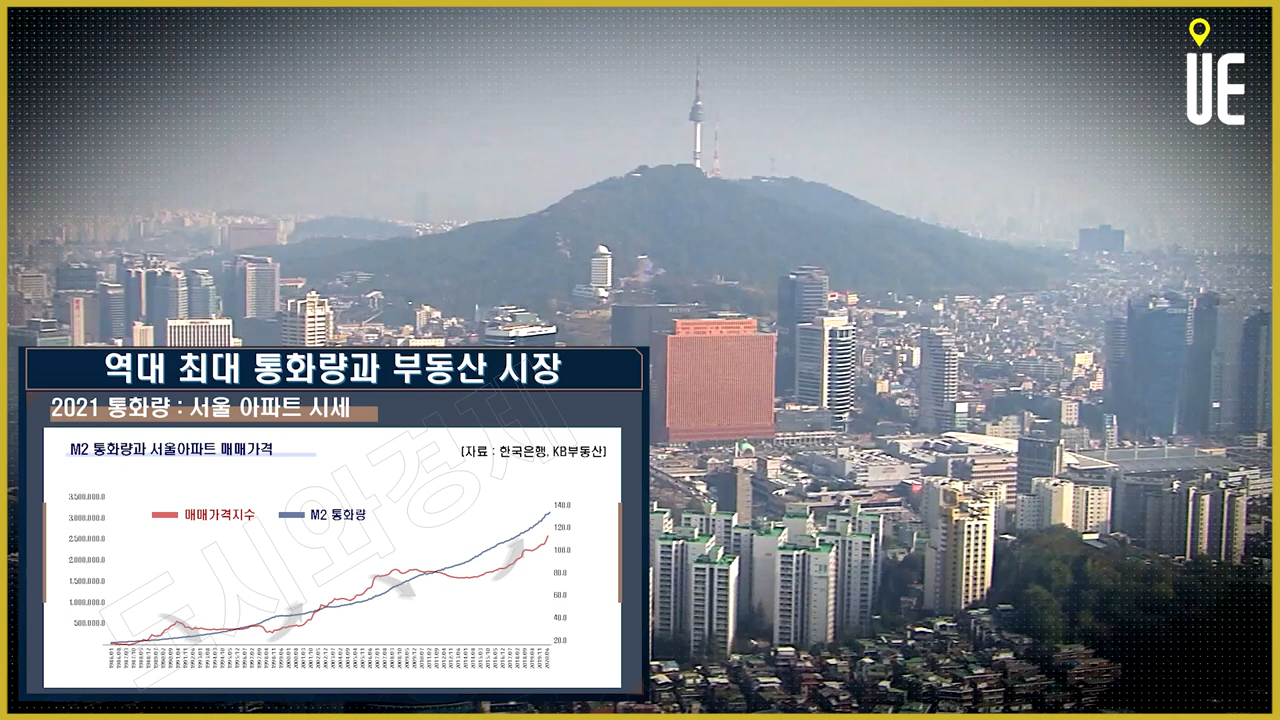 UE
역대 최대 통화량과 부동산 시장
2021 통화량 : 서울 아파트 시세
M2 통화량과 서울아파트 매매가격
[자료 : 한국은행, KB부동산]
매매가격지수
M2 통화량
3,500,000.0
3,000,000.0
2,500,000.0
2,000,000.0
1,500,000.0
1,000,000.0
500,000.0
140.0
120.0
100.0
80.0
60.0
40.0
20.0
도시와경제